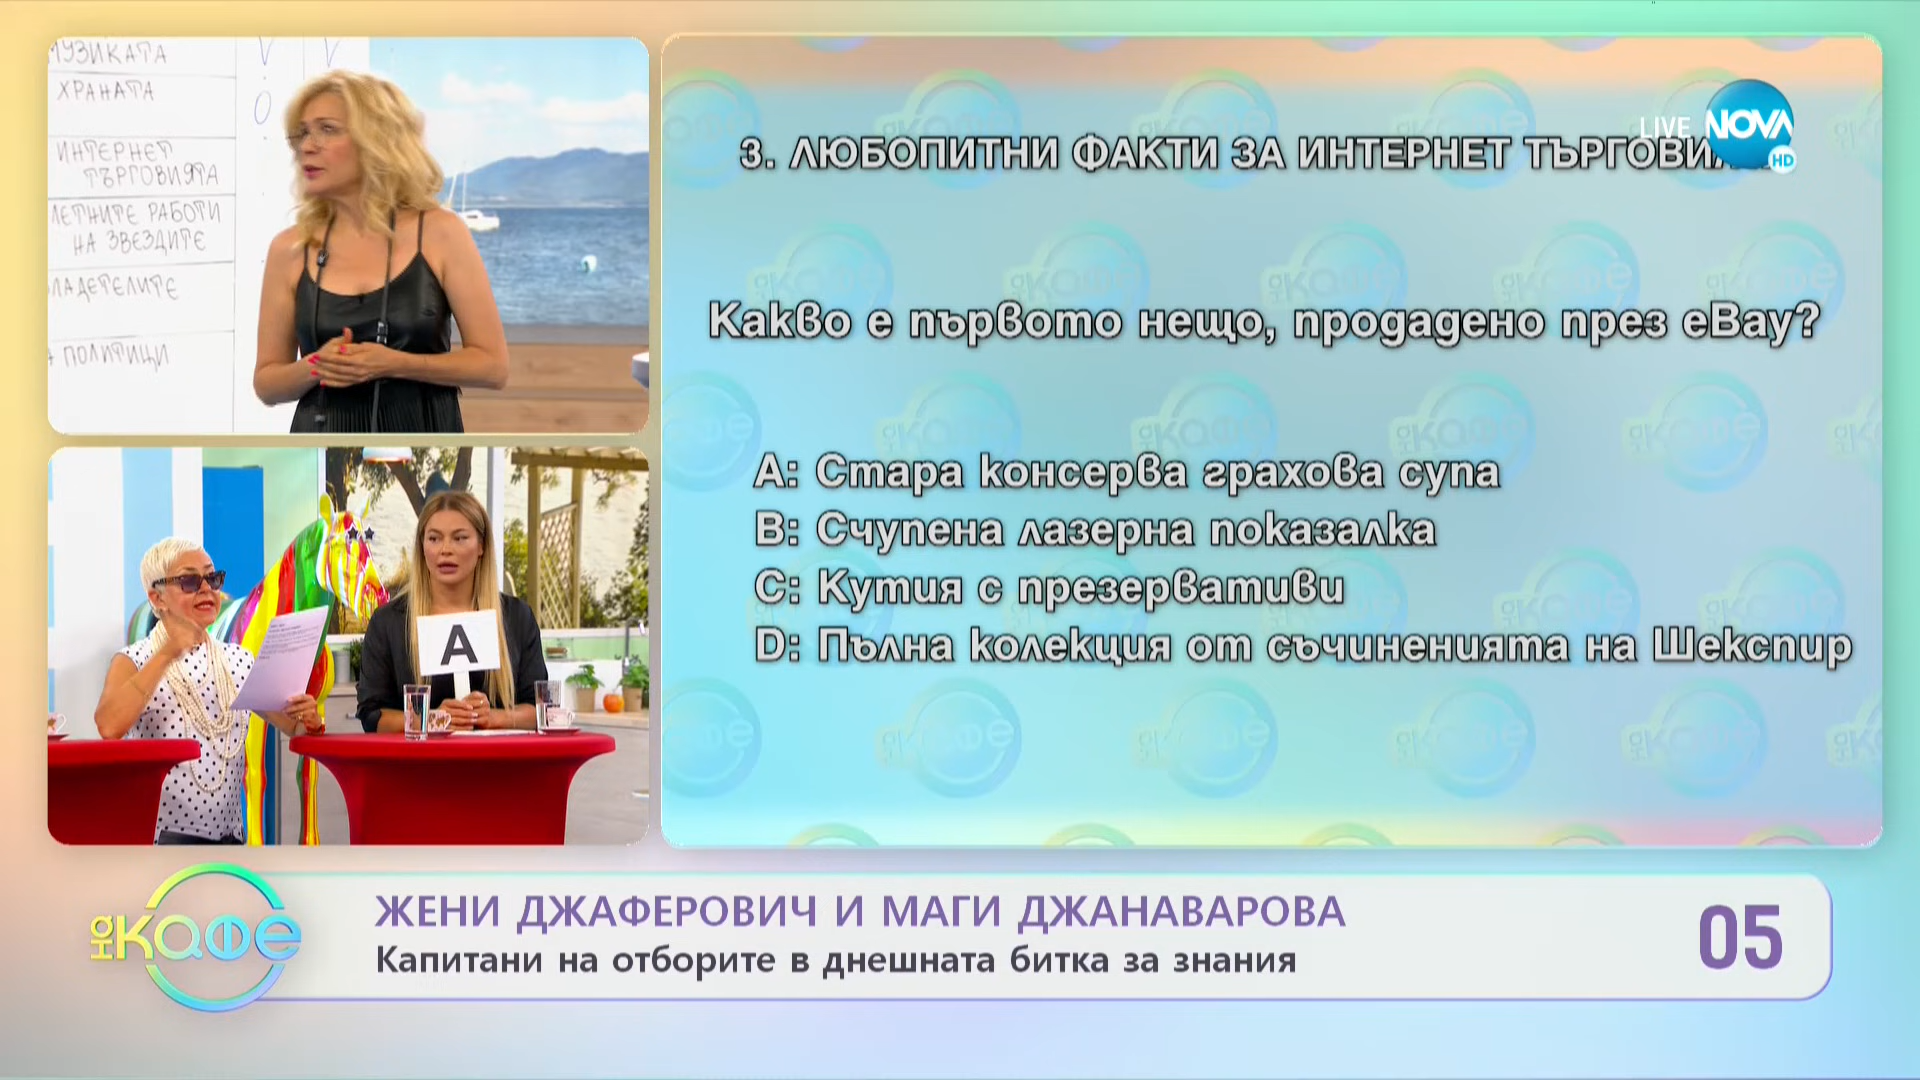 МУЗИКАТА V V
ХРАНАТА O
ИНТЕРНЕТ
ТЪРГОВИЯТА
ЛЕТНИТЕ РАБОТИ
НА ЗВЕЗДИТЕ
ЛАДЕТЕЛИТЕ
ПОЛИТИЦИ
A
LIVE NOVA HD
3. ЛЮБОПИТНИ ФАКТИ ЗА ИНТЕРНЕТ ТЪРГОВИЯ
Какво е първото нещо, продадено през eBay?
A: Стара консерва грахова супа
B: Счупена лазерна показалка
C: Кутия с презервативи
D: Пълна колекция от съчиненията на Шекспир
НА КАФЕ
ЖЕНИ ДЖАФЕРОВИЧ И МАГИ ДЖАНАВАРОВА
Капитани на отборите в днешната битка за знания
05